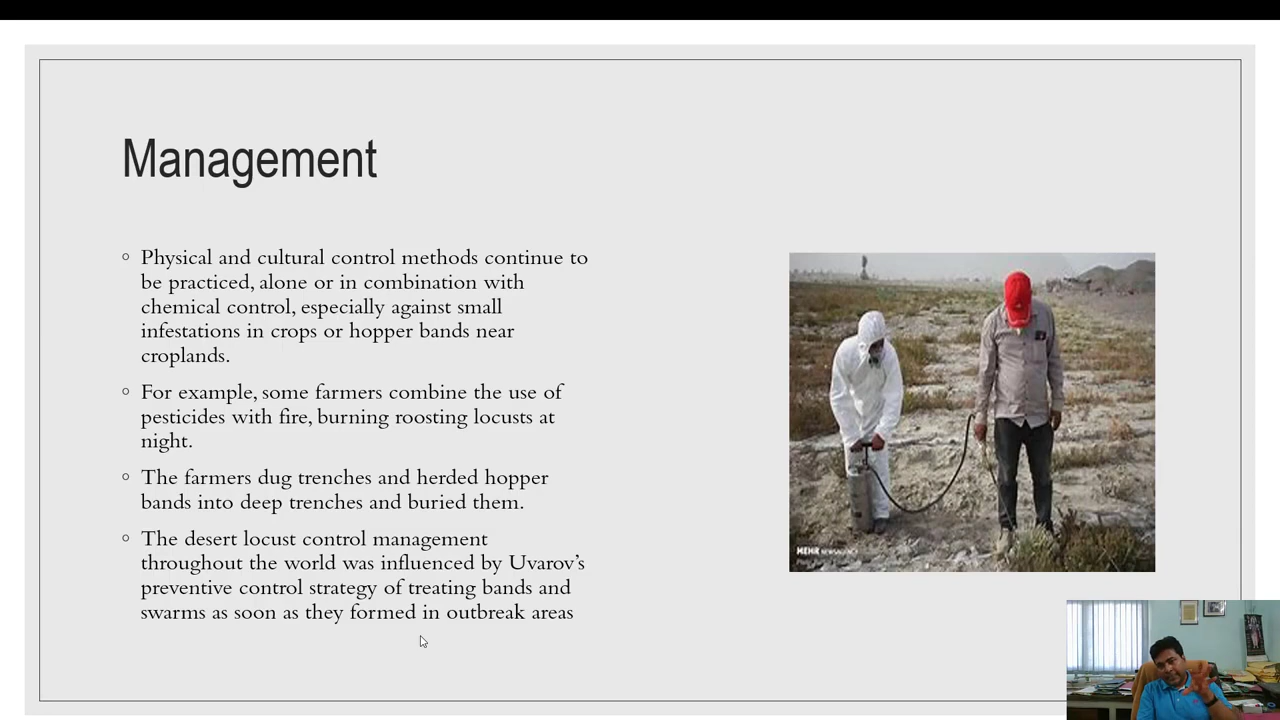 Management
◦ Physical and cultural control methods continue to
be practiced, alone or in combination with
chemical control, especially against small
infestations in crops or hopper bands near
croplands.
◦ For example, some farmers combine the use of
pesticides with fire, burning roosting locusts at
night.
◦ The farmers dug trenches and herded hopper
bands into deep trenches and buried them.
◦ The desert locust control management
throughout the world was influenced by Uvarov’s
preventive control strategy of treating bands and
swarms as soon as they formed in outbreak areas
MEHR NEWSAGENCY